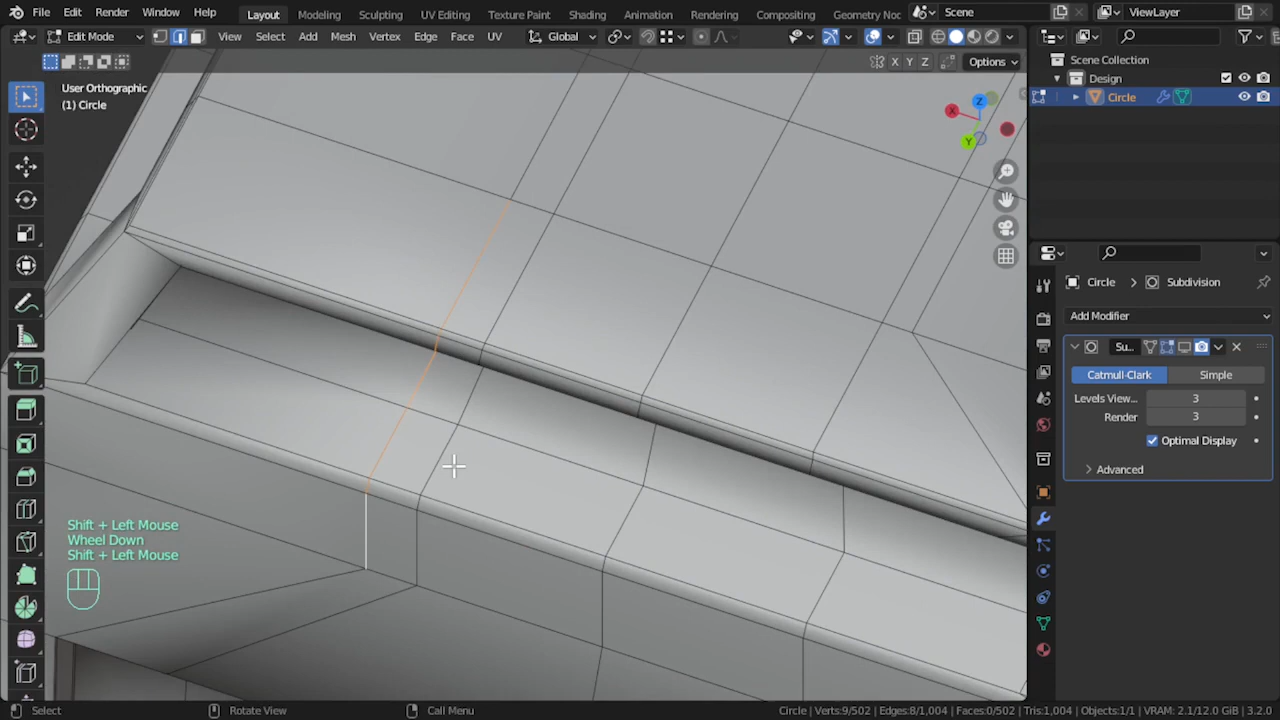 File Edit Render Window Help Layout Modeling Sculpting UV Editing Texture Paint Shading Animation Rendering Compositing Geometry Noc Scene ViewLayer
Edit Mode View Select Add Mesh Vertex Edge Face UV Global
X Y Z Options
User Orthographic
(1) Circle
Z
X
Y
Shift + Left Mouse
Wheel Down
Shift + Left Mouse
Scene Collection
Design
Circle
Circle Subdivision
Add Modifier
Su...
Catmull-Clark Simple
Levels View... 3
Render 3
Optimal Display
Advanced
Select Rotate View Call Menu Circle | Verts:9/502 | Edges:8/1,004 | Faces:0/502 | Tris:1,004 | Objects:1/1 | VRAM: 2.1/12.0 GiB | 3.2.0